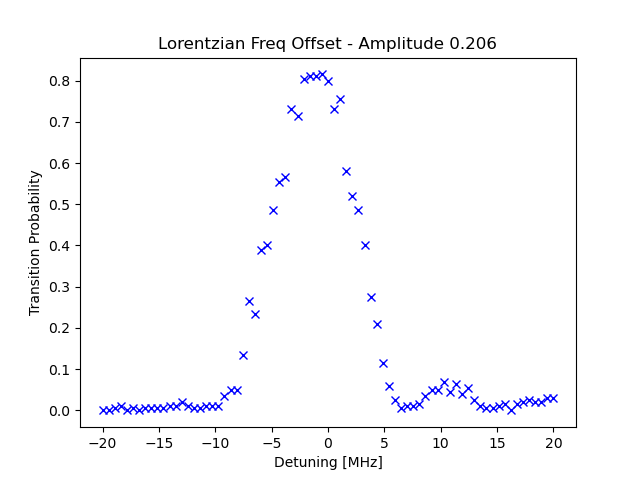 Lorentzian Freq Offset - Amplitude 0.206
Transition Probability
0.8
0.7
0.6
0.5
0.4
0.3
0.2
0.1
0.0
−20 −15 −10 −5 0 5 10 15 20
Detuning [MHz]